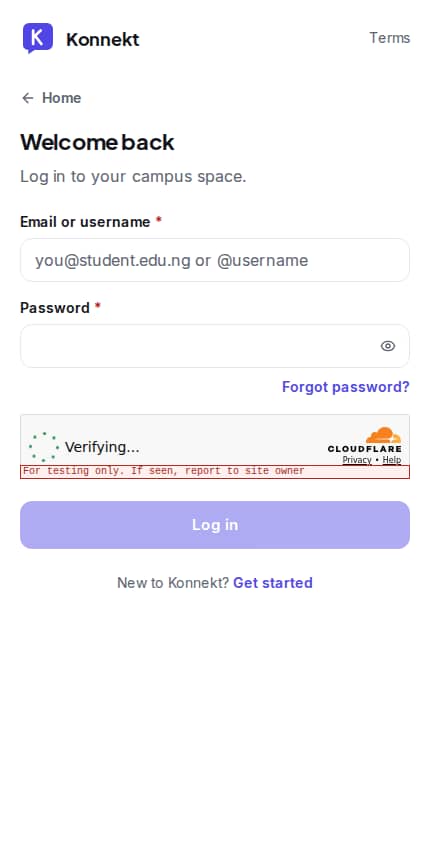 Konnekt
Terms
← Home
Welcome back
Log in to your campus space.
Email or username *
you@student.edu.ng or @username
Password *
Forgot password?
Verifying...
CLOUDFLARE
Privacy • Help
For testing only. If seen, report to site owner
Log in
New to Konnekt? Get started